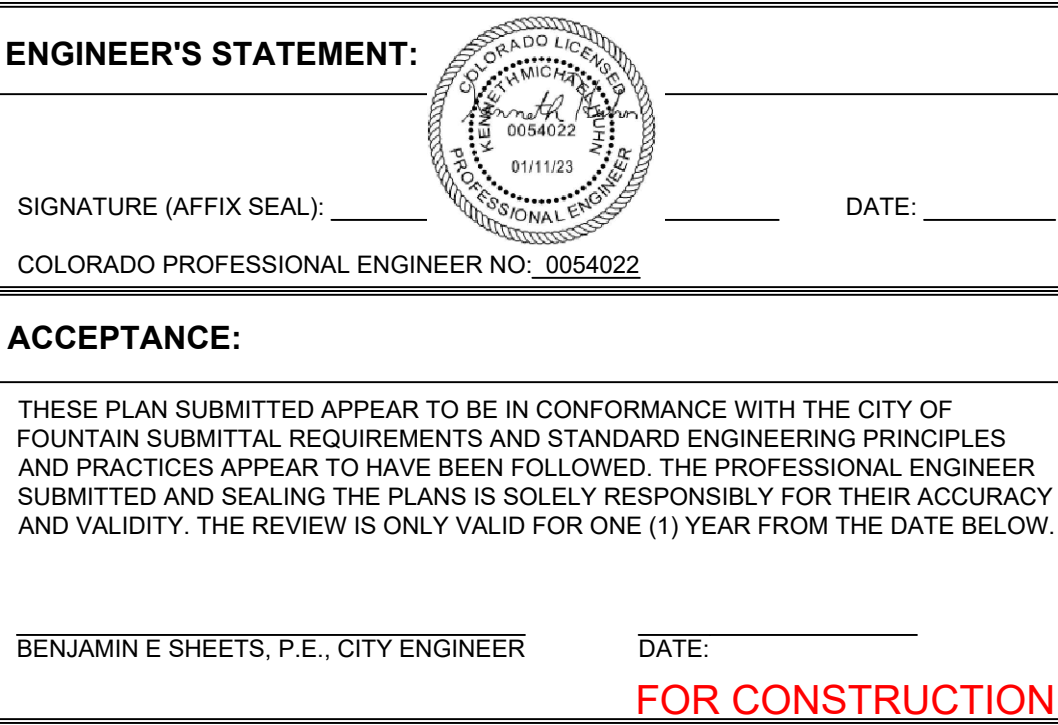 ENGINEER'S STATEMENT:
COLORADO LICENSED
KENNETH MICHAEL HUHN
0054022
01/11/23
PROFESSIONAL ENGINEER
SIGNATURE (AFFIX SEAL): DATE:
COLORADO PROFESSIONAL ENGINEER NO: 0054022
ACCEPTANCE:
THESE PLAN SUBMITTED APPEAR TO BE IN CONFORMANCE WITH THE CITY OF
FOUNTAIN SUBMITTAL REQUIREMENTS AND STANDARD ENGINEERING PRINCIPLES
AND PRACTICES APPEAR TO HAVE BEEN FOLLOWED. THE PROFESSIONAL ENGINEER
SUBMITTED AND SEALING THE PLANS IS SOLELY RESPONSIBLY FOR THEIR ACCURACY
AND VALIDITY. THE REVIEW IS ONLY VALID FOR ONE (1) YEAR FROM THE DATE BELOW.
BENJAMIN E SHEETS, P.E., CITY ENGINEER DATE:
FOR CONSTRUCTION